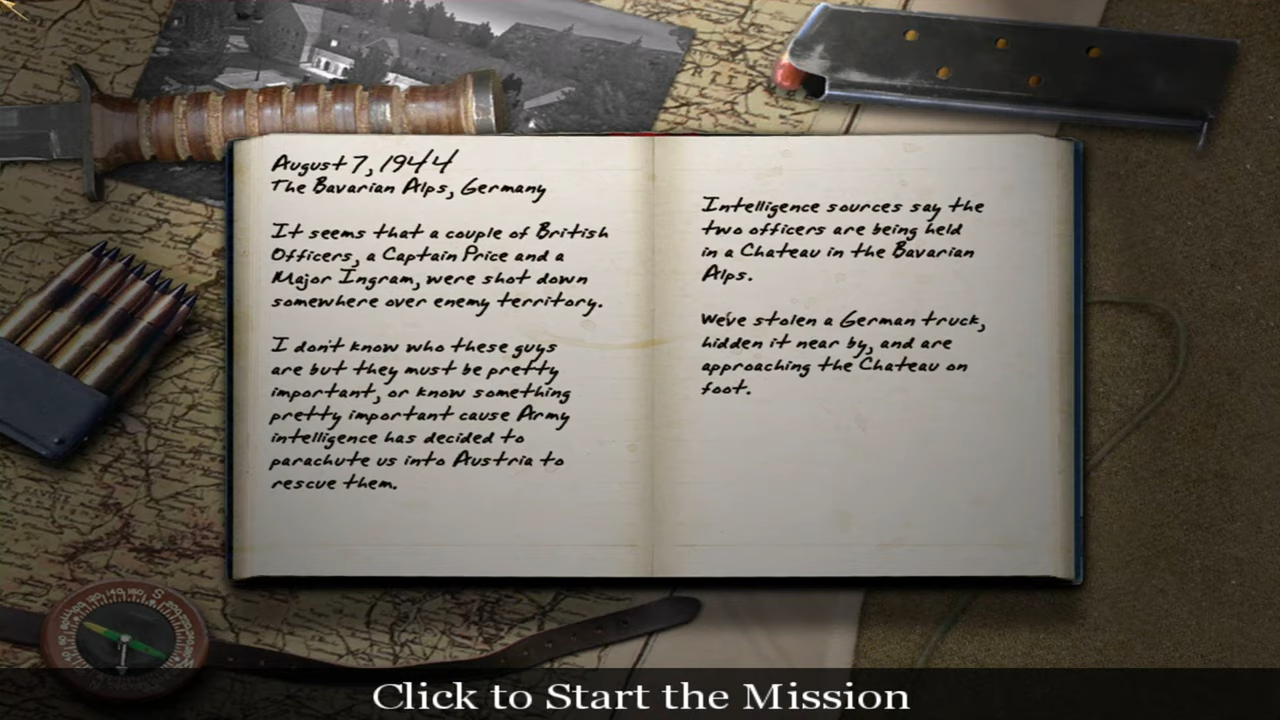 August 7, 1944
The Bavarian Alps, Germany
It seems that a couple of British
Officers, a Captain Price and a
Major Ingram, were shot down
somewhere over enemy territory.
I don't know who these guys
are but they must be pretty
important, or know something
pretty important cause Army
intelligence has decided to
parachute us into Austria to
rescue them.
Intelligence sources say the
two officers are being held
in a Chateau in the Bavarian
Alps.
We've stolen a German truck,
hidden it near by, and are
approaching the Chateau on
foot.
Click to Start the Mission